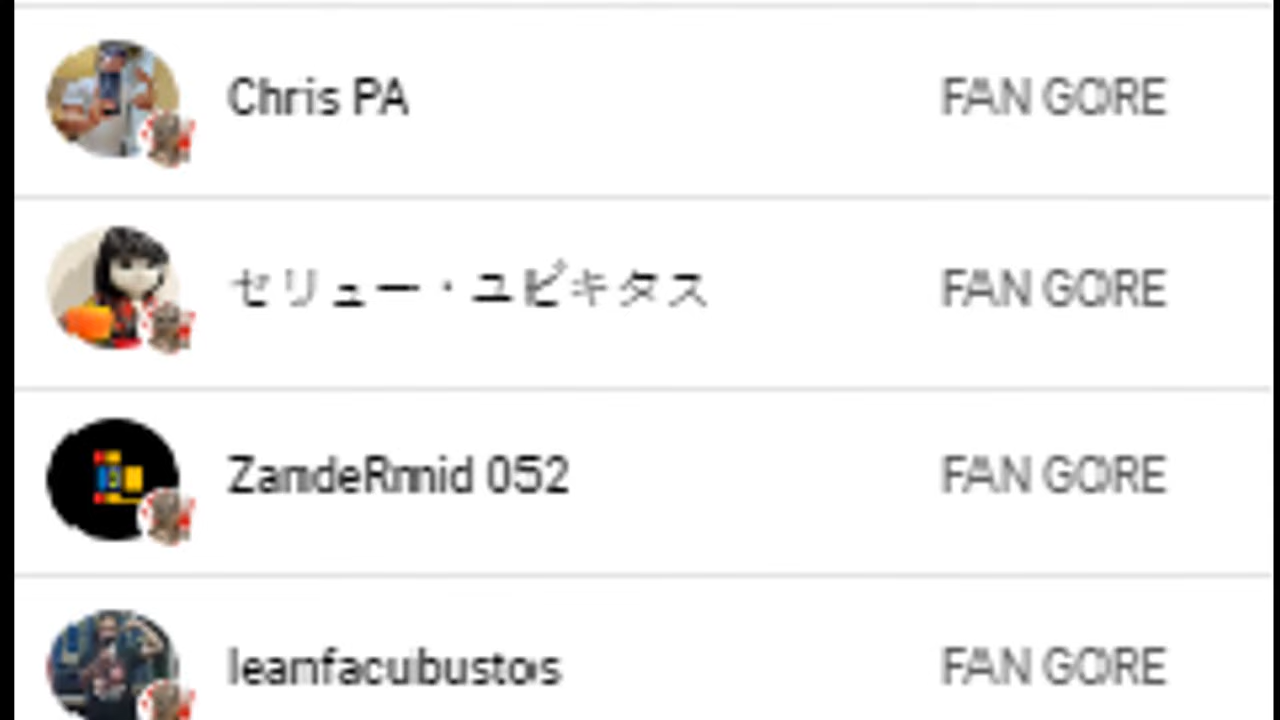 Chris PA FAN GORE
セリュー・ユビキタス FAN GORE
ZandeRmid 052 FAN GORE
leanfacubustos FAN GORE